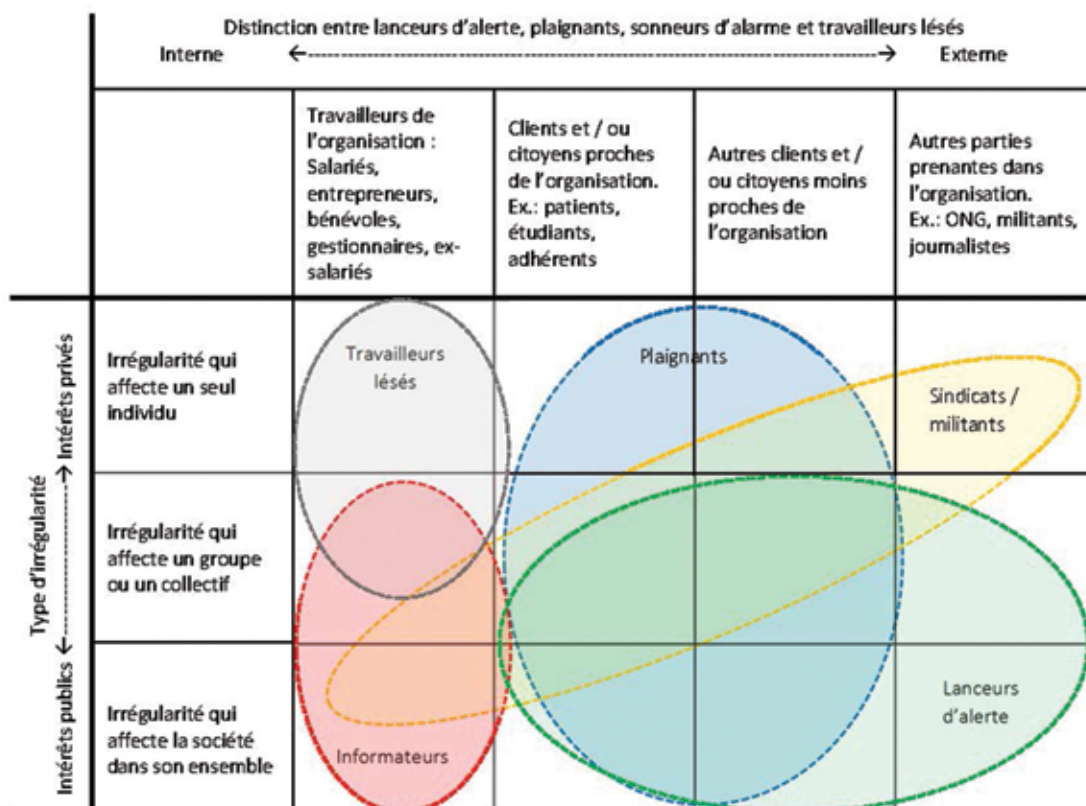 Distinction entre lanceurs d'alerte, plaignants, sonneurs d'alarme et travailleurs lésés
Interne
Externe
Travailleurs de
l'organisation :
Salariés,
entrepreneurs,
bénévoles,
gestionnaires, ex-
salariés
Clients et / ou
citoyens proches
de l'organisation.
Ex.: patients,
étudiants,
adhérents
Autres clients et /
ou citoyens moins
proches de
l'organisation
Autres parties
prenantes dans
l'organisation.
Ex.: ONG, militants,
journalistes
Type d'irrégularité
Intérêts privés
Intérêts publics
Irrégularité qui
affecte un seul
individu
Travailleurs
lésés
Plaignants
Sindicats /
militants
Irrégularité qui
affecte un groupe
ou un collectif
Irrégularité qui
affecte la société
dans son ensemble
Informateurs
Lanceurs
d'alerte